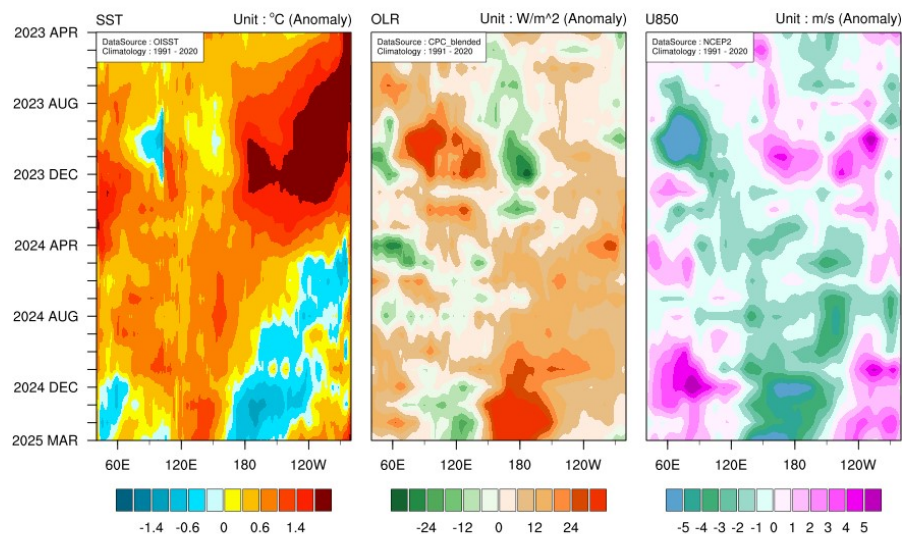 SST Unit : °C (Anomaly)
DataSource : OISST
Climatology : 1991 - 2020
OLR Unit : W/m^2 (Anomaly)
DataSource : CPC_blended
Climatology : 1991 - 2020
U850 Unit : m/s (Anomaly)
DataSource : NCEP2
Climatology : 1991 - 2020
2023 APR
2023 AUG
2023 DEC
2024 APR
2024 AUG
2024 DEC
2025 MAR
60E 120E 180 120W
60E 120E 180 120W
60E 120E 180 120W
-1.4 -0.6 0 0.6 1.4
-24 -12 0 12 24
-5 -4 -3 -2 -1 0 1 2 3 4 5